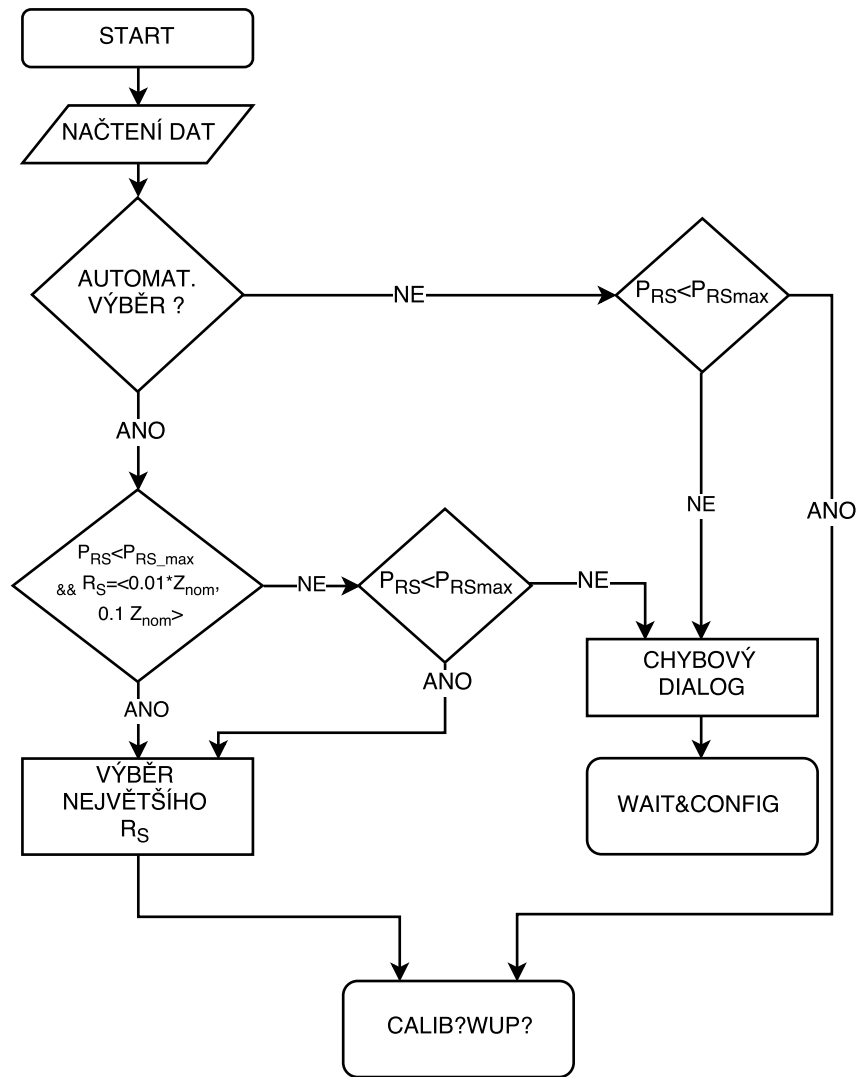 START
NAČTENÍ DAT
AUTOMAT.
VÝBĚR ?
NE
PRS<PRSmax
ANO
NE
ANO
PRS<PRS_max
&& RS=<0.01*Znom,
0.1 Znom>
NE
PRS<PRSmax
NE
ANO
ANO
CHYBOVÝ
DIALOG
VÝBĚR
NEJVĚTŠÍHO
RS
WAIT&CONFIG
CALIB?WUP?